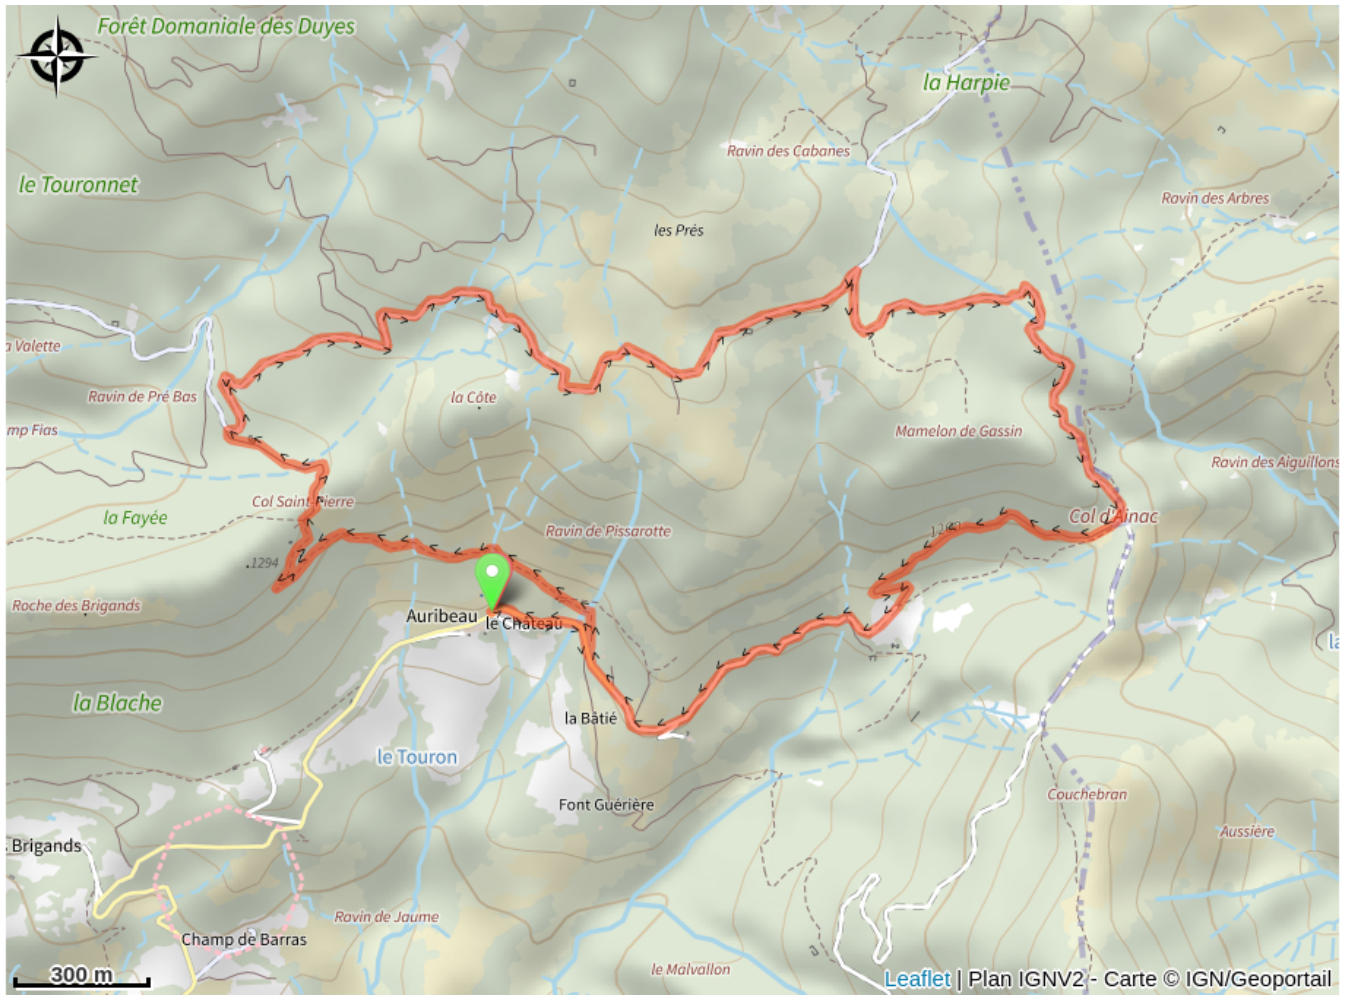 Forêt Domaniale des Duyes
la Harpie
Ravin des Cabanes
le Touronnet
Ravin des Arbres
les Prés
a Valette
Ravin de Pré Bas
la Côte
mp Fias
Mamelon de Gassin
Ravin des Aiguillons
Col Saint-Pierre
la Fayée
Ravin de Pissarotte
Col d'Ainac
1294
Roche des Brigands
Auribeau
le Château
la Blache
la Bâtié
le Touron
Couchebran
Font Guérière
Aussière
Brigands
Ravin de Jaume
Champ de Barras
le Malvallon
300 m
Leaflet | Plan IGNV2 - Carte © IGN/Geoportail